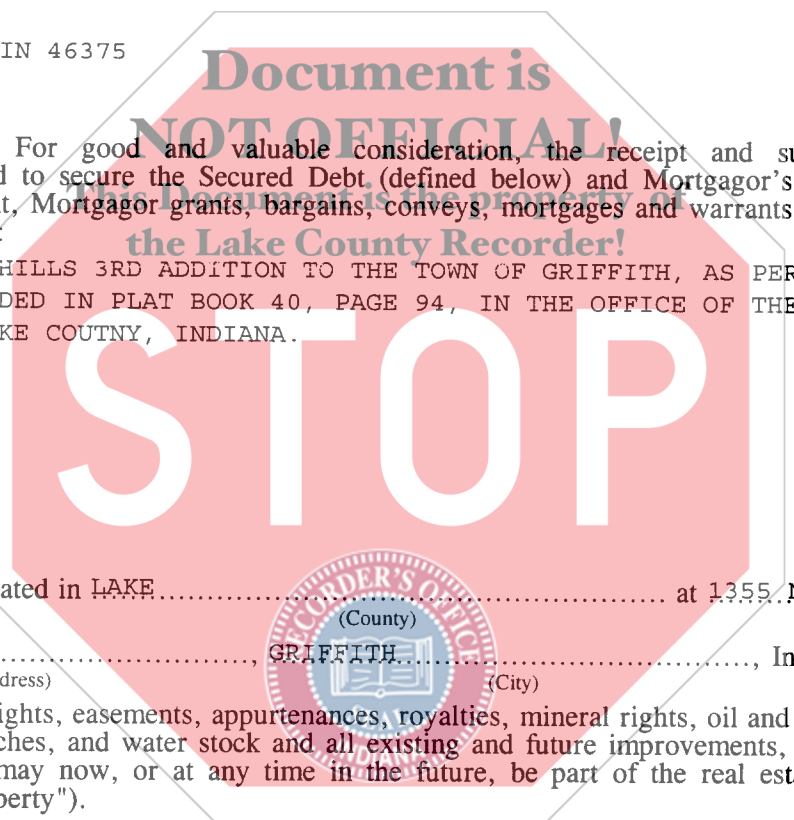 IN 46375
Document is
NOT OFFICIAL!
For good and valuable consideration, the receipt and su
d to secure the Secured Debt (defined below) and Mortgagor's
This Document is the property of
t, Mortgagor grants, bargains, conveys, mortgages and warrants
:
the Lake County Recorder!
HILLS 3RD ADDITION TO THE TOWN OF GRIFFITH, AS PER
DED IN PLAT BOOK 40, PAGE 94, IN THE OFFICE OF THE
KE COUTNY, INDIANA.
STOP
ated in LAKE at 1355 N
RECORDER'S OFFICE
(County)
, GRIFFITH , In
dress) (City)
SEAL
ights, easements, appurtenances, royalties, mineral rights, oil and
ches, and water stock and all existing and future improvements,
INDIANA
may now, or at any time in the future, be part of the real est
perty").